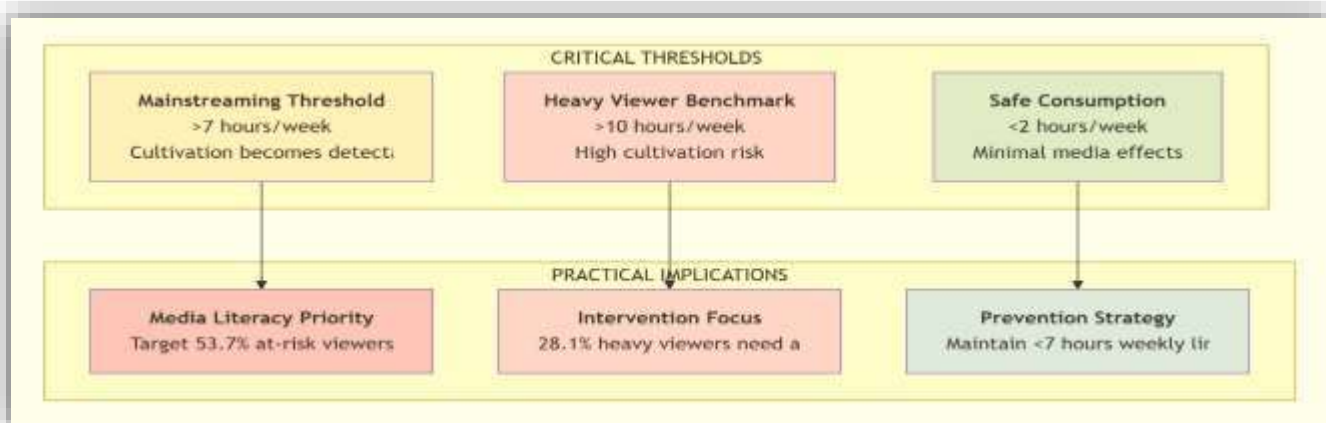 CRITICAL THRESHOLDS
Mainstreaming Threshold
>7 hours/week
Cultivation becomes detecta
Heavy Viewer Benchmark
>10 hours/week
High cultivation risk
Safe Consumption
<2 hours/week
Minimal media effects
PRACTICAL IMPLICATIONS
Media Literacy Priority
Target 53.7% at-risk viewers
Intervention Focus
28.1% heavy viewers need a
Prevention Strategy
Maintain <7 hours weekly lir